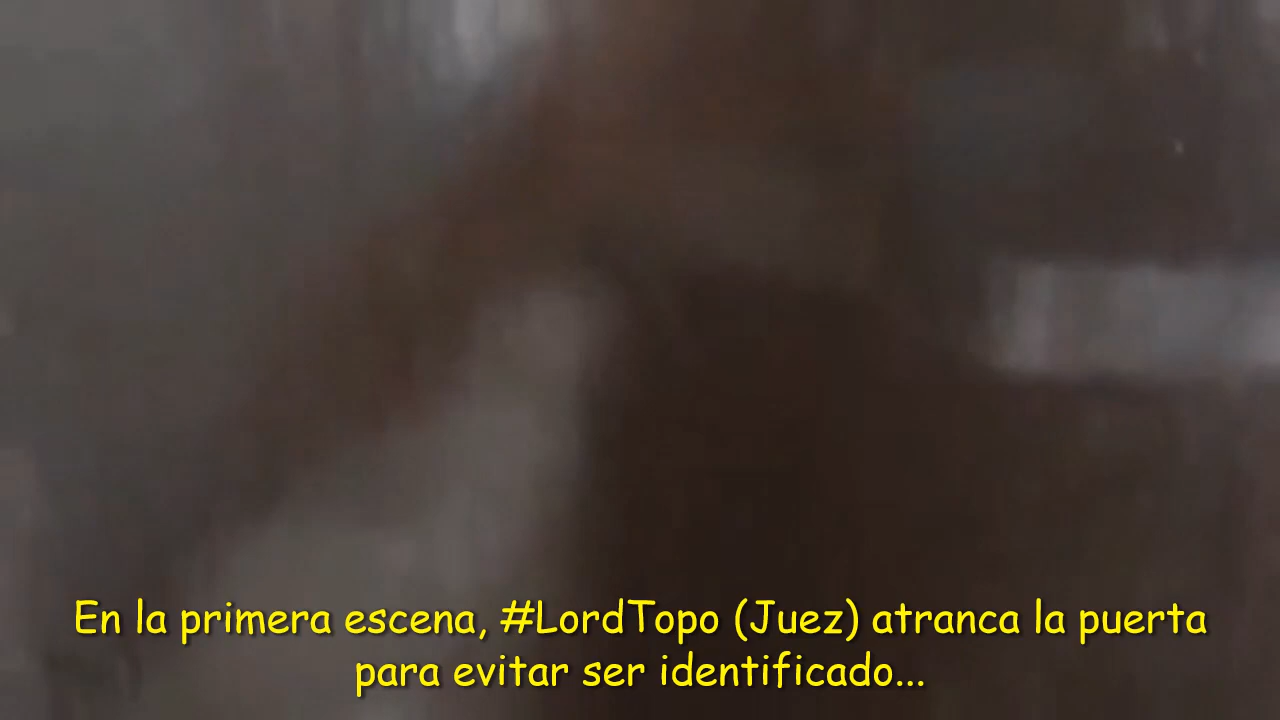 En la primera escena, #LordTopo (Juez) atranca la puerta
para evitar ser identificado...